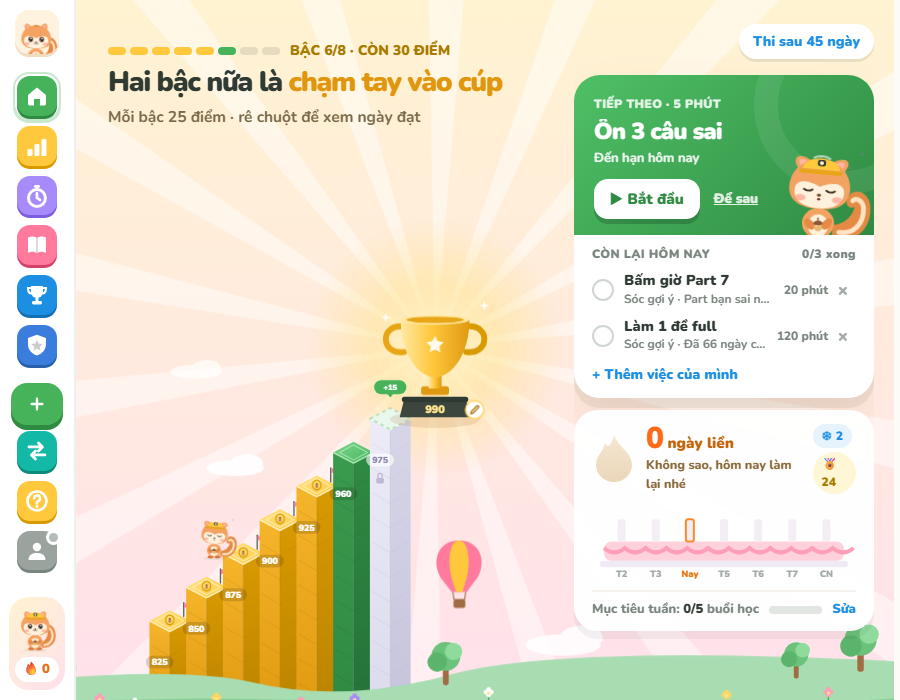 BẬC 6/8 · CÒN 30 ĐIỂM
Hai bậc nữa là chạm tay vào cúp
Mỗi bậc 25 điểm · rê chuột để xem ngày đạt
Thi sau 45 ngày
TIẾP THEO · 5 PHÚT
Ôn 3 câu sai
Đến hạn hôm nay
Bắt đầu
Để sau
CÒN LẠI HÔM NAY
0/3 xong
Bấm giờ Part 7
Sóc gợi ý · Part bạn sai n...
20 phút
Làm 1 đề full
Sóc gợi ý · Đã 66 ngày c...
120 phút
+ Thêm việc của mình
0 ngày liền
Không sao, hôm nay làm
lại nhé
2
24
T2 T3 Nay T5 T6 T7 CN
Mục tiêu tuần: 0/5 buổi học
Sửa
+15
990
975
960
925
900
875
850
825
0